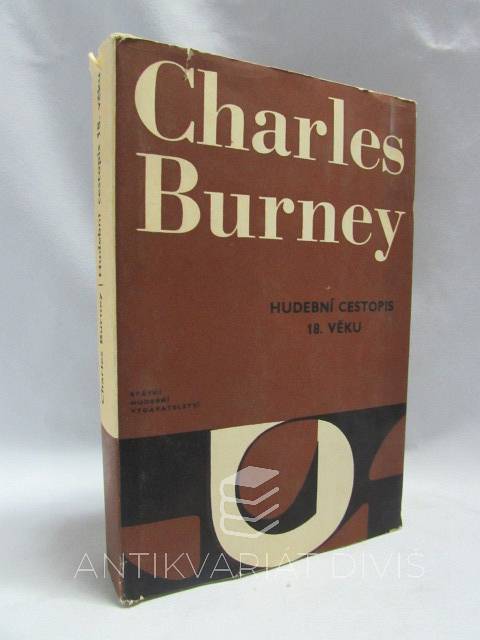 Charles
Burney
HUDEBNÍ CESTOPIS
18. VĚKU
STÁTNÍ
HUDEBNÍ
VYDAVATELSTVÍ
Charles Burney | Hudební cestopis 18. věku
ANTIKVARIÁT DIVIŠ